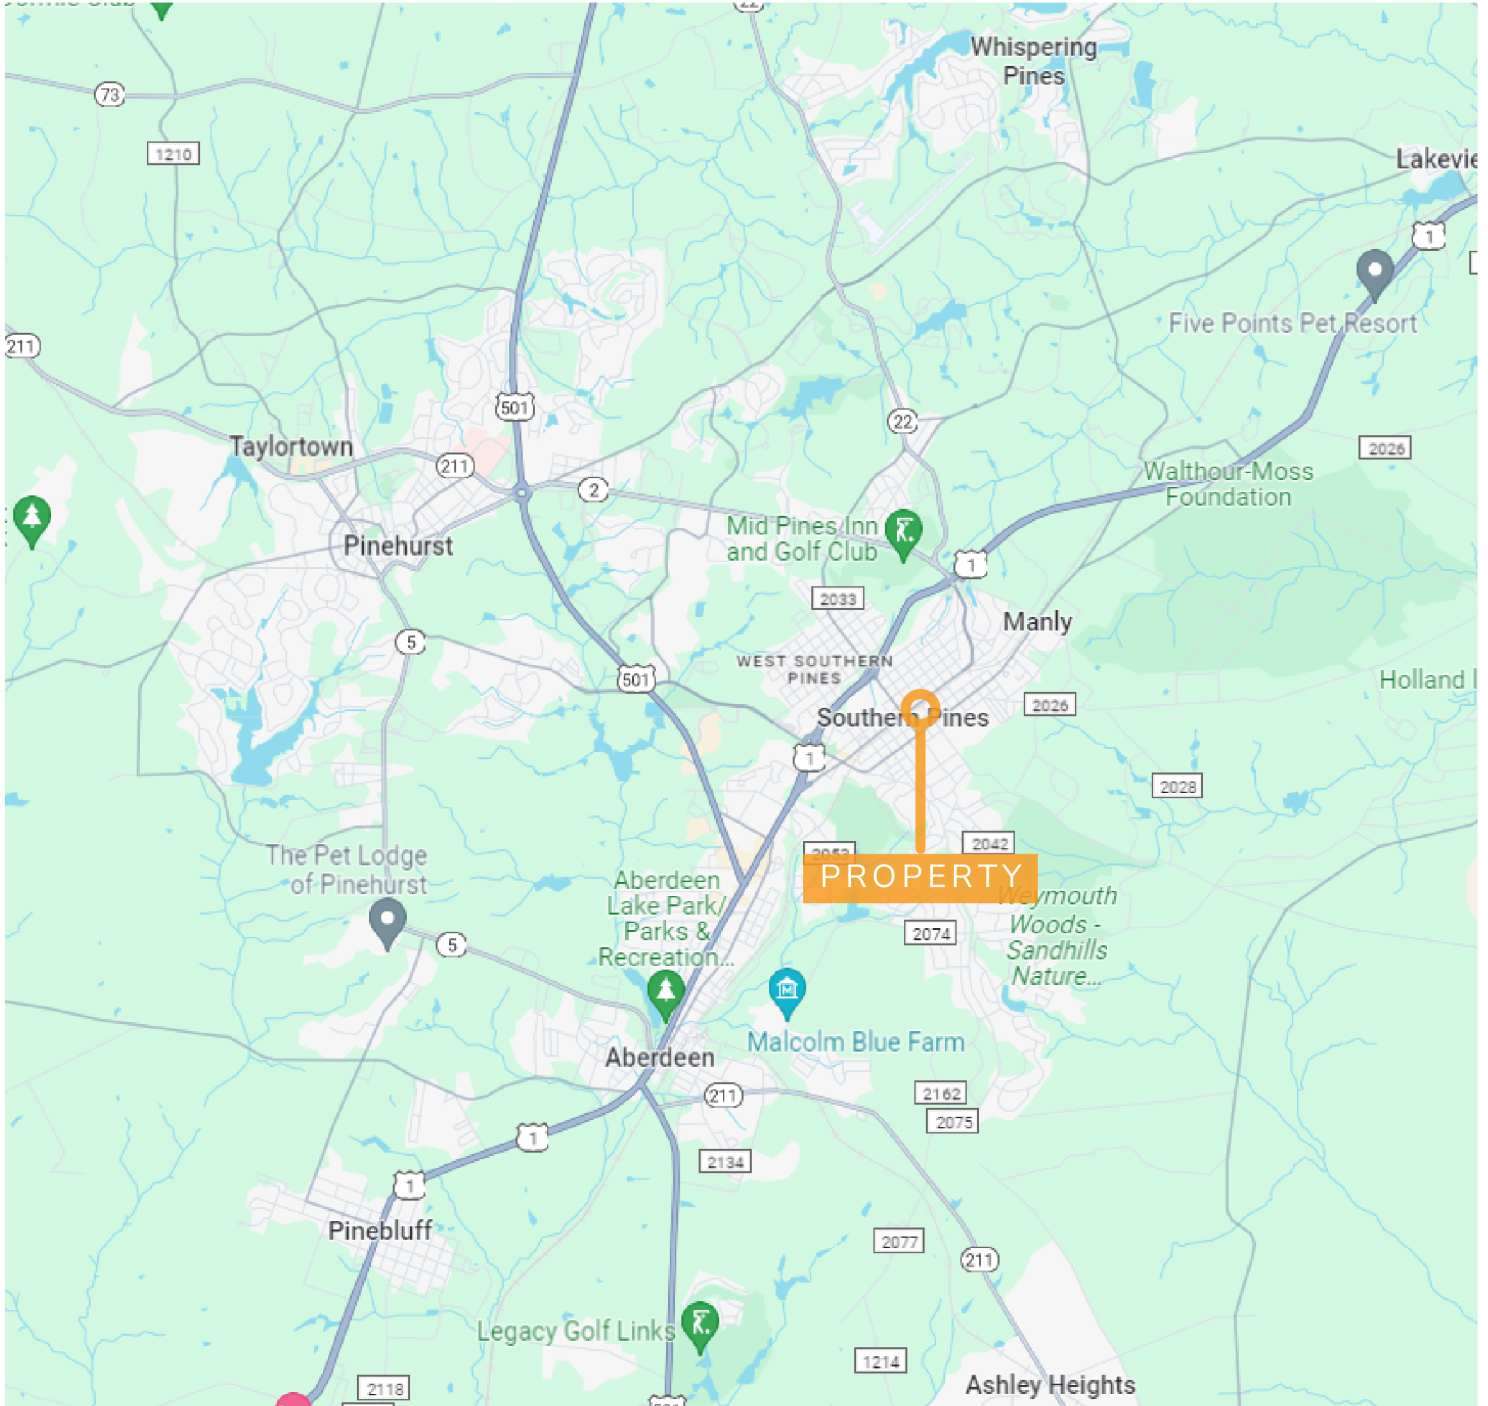 22
Whispering
Pines
73
1210
Lakevie
1
211
Five Points Pet Resort
501
22
Taylortown
211
2026
2
Walthour-Moss
Foundation
Mid Pines Inn
and Golf Club
Pinehurst
1
2033
Manly
5
WEST SOUTHERN
PINES
501
Holland
2026
Southern Pines
1
2028
2042
2053
The Pet Lodge
of Pinehurst
PROPERTY
Aberdeen
Lake Park/
Parks &
Recreation...
Weymouth
Woods -
Sandhills
Nature...
2074
5
M
Malcolm Blue Farm
Aberdeen
211
2162
2075
1
2134
1
Pinebluff
2077
211
Legacy Golf Links
1214
2118
Ashley Heights
501